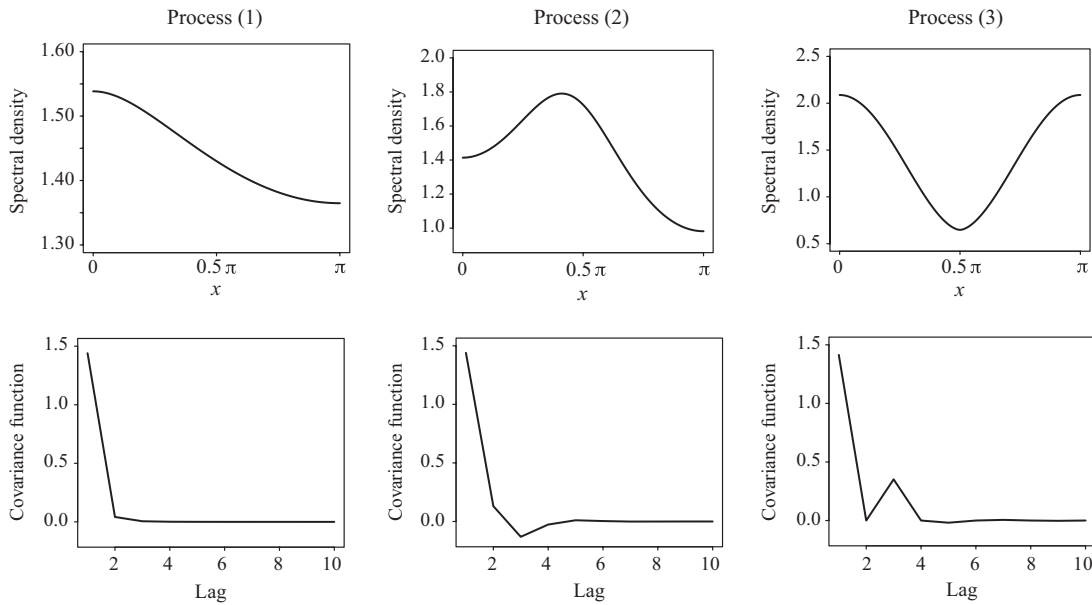 Process (1)
Spectral density
1.60
1.50
1.40
1.30
0
0.5 π
π
x
Process (2)
Spectral density
2.0
1.8
1.6
1.4
1.2
1.0
0
0.5 π
π
x
Process (3)
Spectral density
2.5
2.0
1.5
1.0
0.5
0
0.5 π
π
x
Covariance function
1.5
1.0
0.5
0.0
2
4
6
8
10
Lag
Covariance function
1.5
1.0
0.5
0.0
2
4
6
8
10
Lag
Covariance function
1.5
1.0
0.5
0.0
2
4
6
8
10
Lag